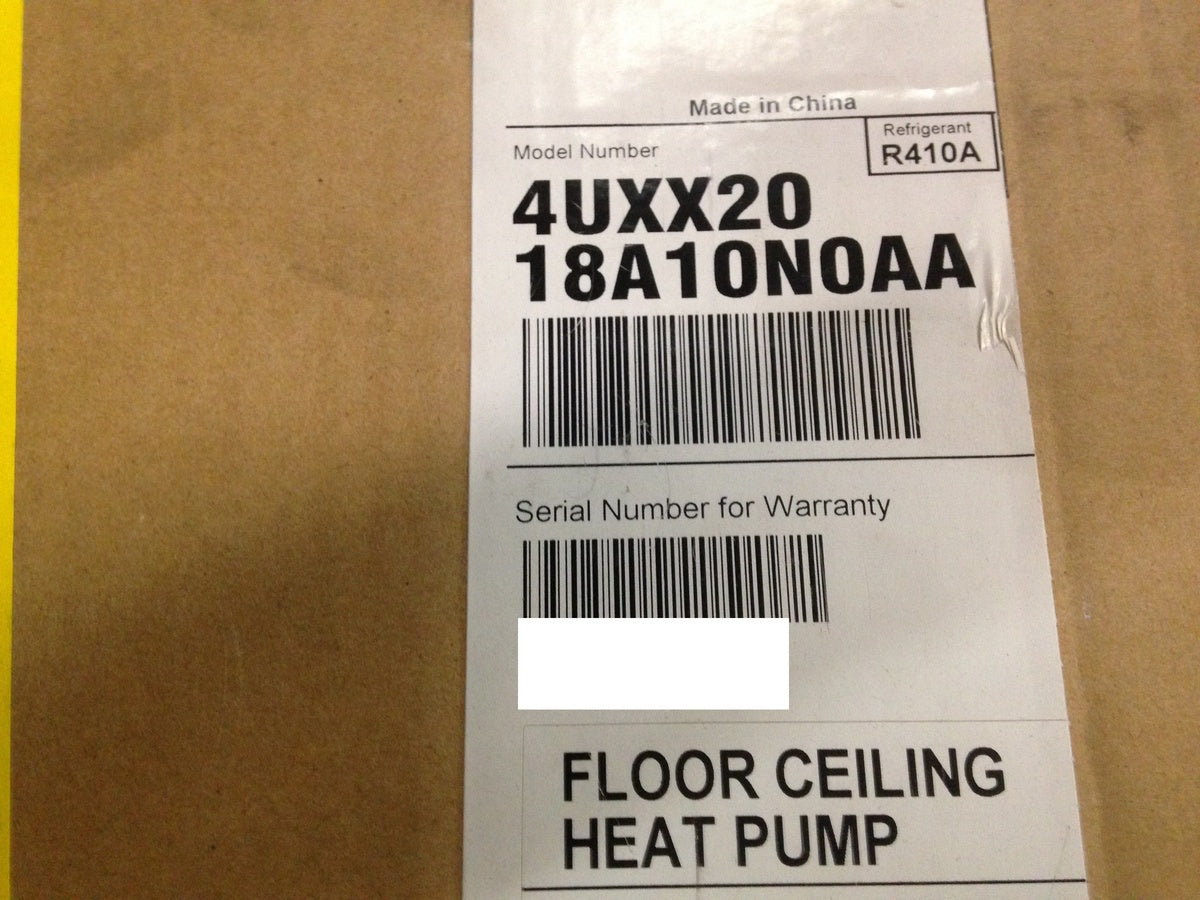 Made in China
Refrigerant
R410A
Model Number
4UXX20
18A10N0AA
Serial Number for Warranty
FLOOR CEILING
HEAT PUMP